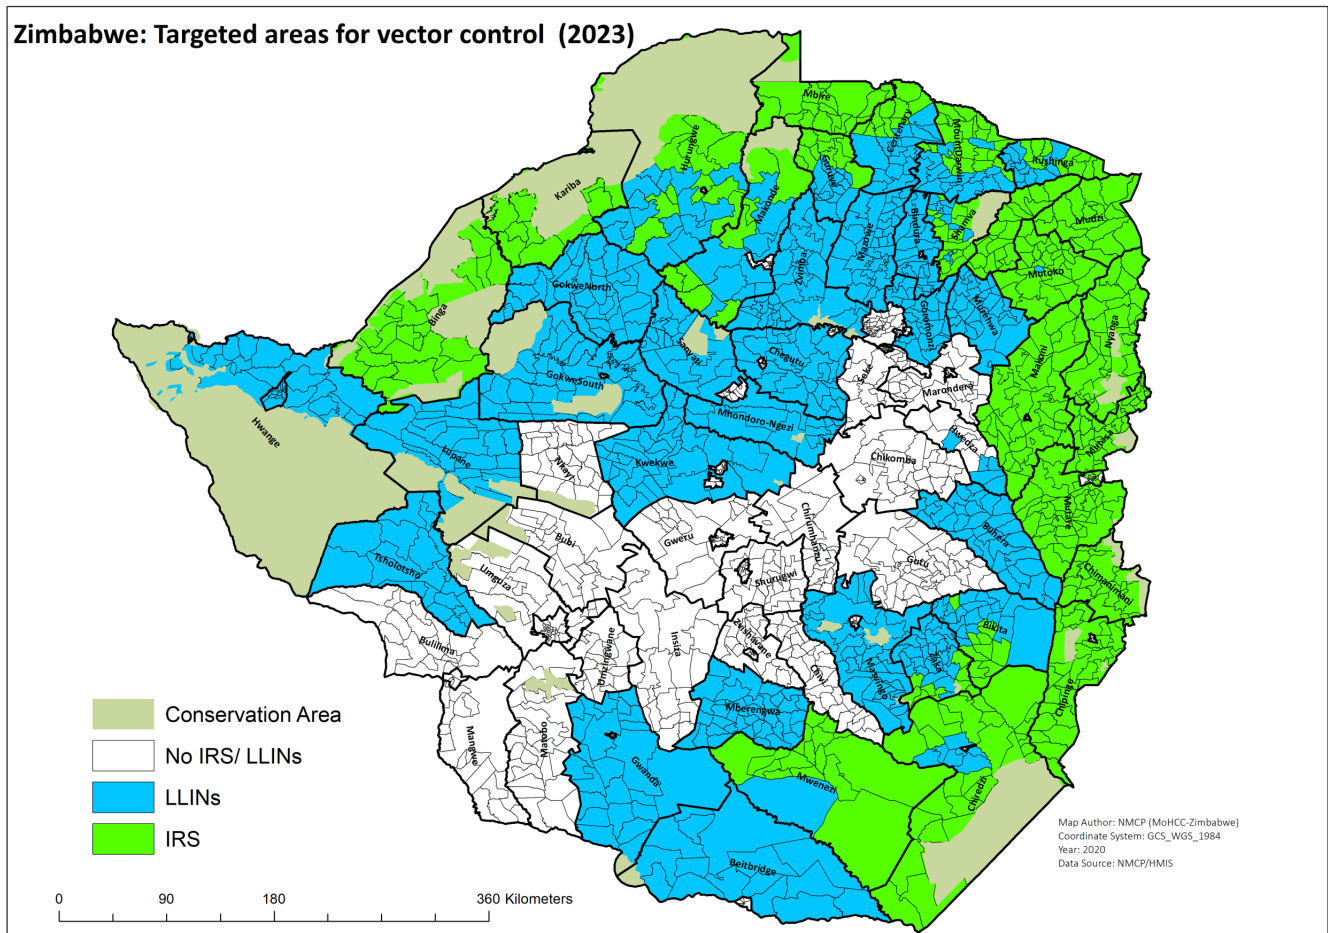 Zimbabwe: Targeted areas for vector control (2023)
Mbire
Hurungwe
Centenary
Mount Darwin
Rushinga
Guruve
Kariba
Makonde
Mudzi
Shamva
Bindura
Mazowe
Zvimba
Mutoko
GokweNorth
Murehwa
Goromonzi
Binga
Nyanga
Makoni
Sanyati
Chegutu
Seke
Marondera
GokweSouth
Mhondoro-Ngezi
Hwedza
Mutasa
Hwange
Lupane
Nkayi
Kwekwe
Chikomba
Mutare
Buhera
Chirumhanzu
Bubi
Gweru
Gutu
Tsholotsho
Umguza
Shurugwi
Chimanimani
Bulilima
Umzingwane
Insiza
Zvishavane
Chivi
Masvingo
Zaka
Bikita
Chipinge
Mberengwa
Mangwe
Matobo
Gwanda
Mwenezi
Chiredzi
Beitbridge
Conservation Area
No IRS/ LLINs
LLINs
IRS
Map Author: NMCP (MoHCC-Zimbabwe)
Coordinate System: GCS_WGS_1984
Year: 2020
Data Source: NMCP/HMIS
0 90 180 360 Kilometers